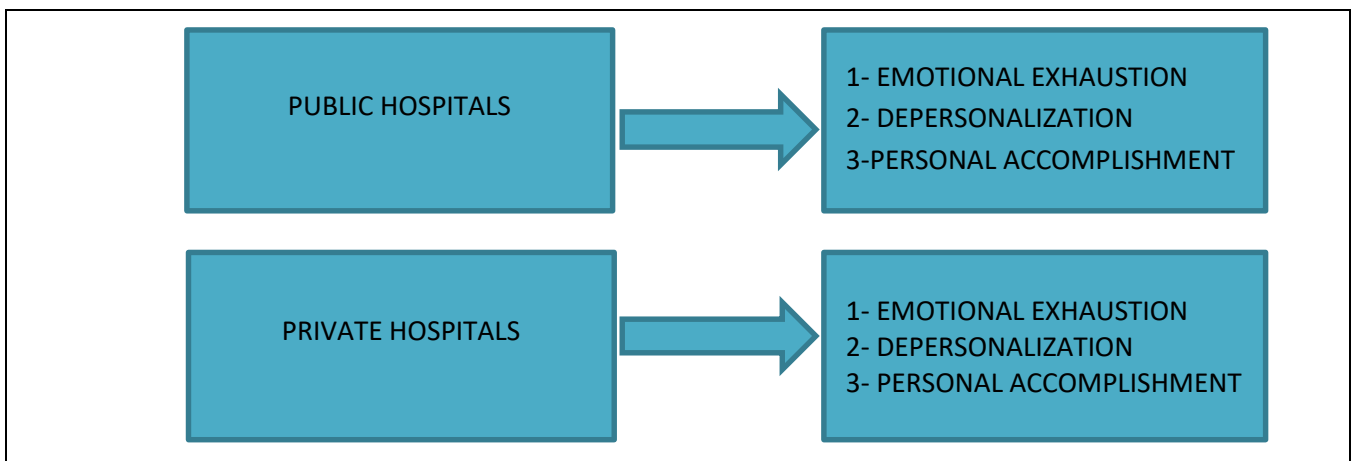 PUBLIC HOSPITALS
1- EMOTIONAL EXHAUSTION
2- DEPERSONALIZATION
3-PERSONAL ACCOMPLISHMENT
PRIVATE HOSPITALS
1- EMOTIONAL EXHAUSTION
2- DEPERSONALIZATION
3- PERSONAL ACCOMPLISHMENT